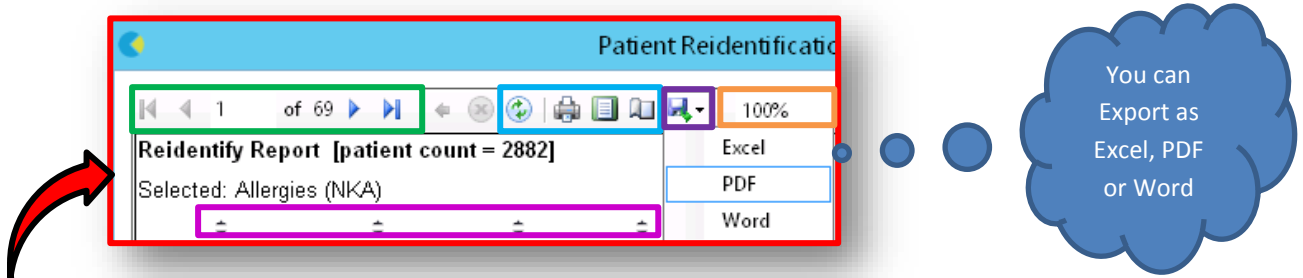 Patient Reidentificatio
1 of 69 100%
Reidentify Report [patient count = 2882]
Selected: Allergies (NKA)
Excel
PDF
Word
You can
Export as
Excel, PDF
or Word